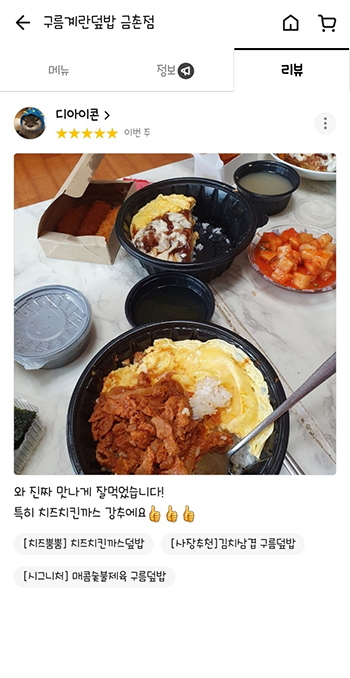 구름계란덮밥 금촌점
메뉴 정보 리뷰
디아이콘 >
★★★★★ 이번 주
와 진짜 맛나게 잘먹었습니다!
특히 치즈치킨까스 강추에요👍👍👍
[치즈뿡뿡] 치즈치킨까스덮밥 [사장추천]김치삼겹 구름덮밥
[시그니처] 매콤숯불제육 구름덮밥